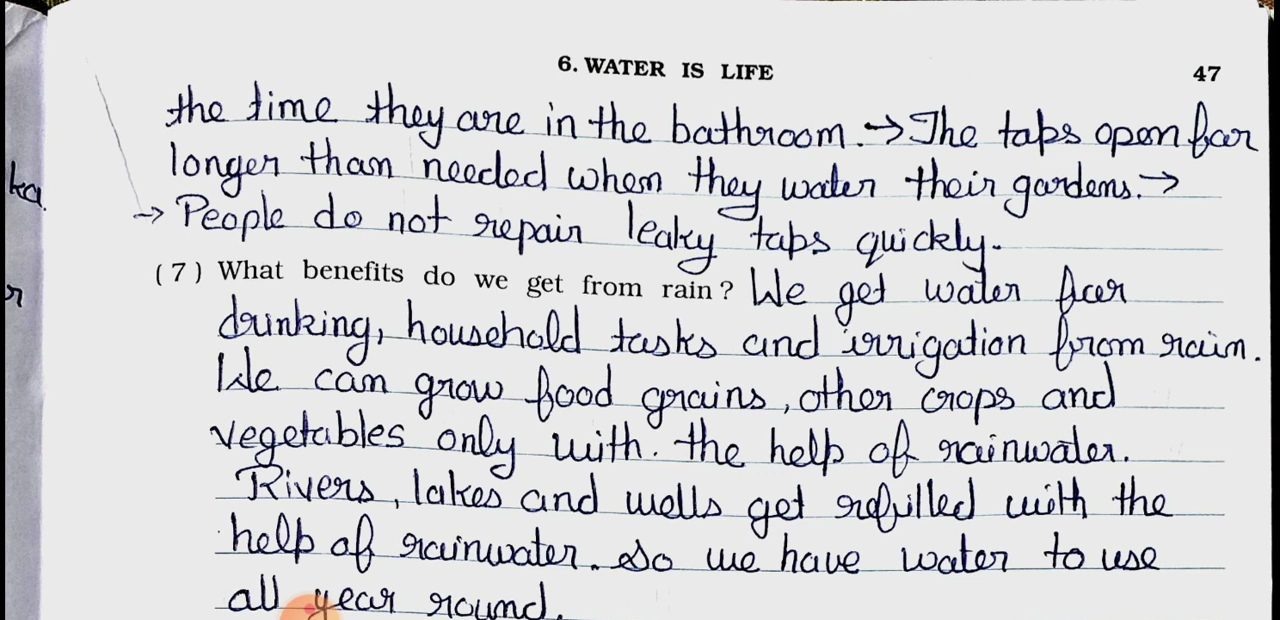 6. WATER IS LIFE 47
the time they are in the bathroom. → The taps open for
longer than needed when they water their gardens. →
→ People do not repair leaky taps quickly.
(7) What benefits do we get from rain? We get water for
drinking, household tasks and irrigation from rain.
We can grow food grains, other crops and
vegetables only with. the help of rainwater.
Rivers, lakes and wells get refilled with the
help of rainwater. So we have water to use
all year round.